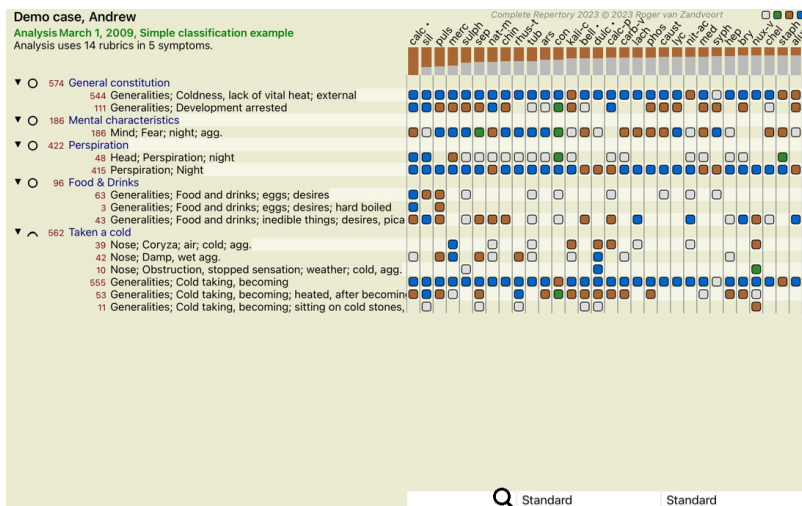 Demo case, Andrew
Complete Repertory 2023 © 2023 Roger van Zandvoort
Analysis March 1, 2009, Simple classification example
Analysis uses 14 rubrics in 5 symptoms.
calc. sil puls merc sulph sep nat-m chin rhus-t tub ars con kali-c bell. dulc. calc-p carb-v lach phos caust lyc nit-ac med syph hep bry nux-v chel staph
574 General constitution
544 Generalities; Coldness, lack of vital heat; external
111 Generalities; Development arrested
186 Mental characteristics
186 Mind; Fear; night; agg.
422 Perspiration
48 Head; Perspiration; night
415 Perspiration; Night
96 Food & Drinks
63 Generalities; Food and drinks; eggs; desires
3 Generalities; Food and drinks; eggs; desires; hard boiled
43 Generalities; Food and drinks; inedible things; desires, pica
562 Taken a cold
39 Nose; Coryza; air; cold; agg.
42 Nose; Damp, wet agg.
10 Nose; Obstruction, stopped sensation; weather; cold, agg.
555 Generalities; Cold taking, becoming
53 Generalities; Cold taking, becoming; heated, after becomin
11 Generalities; Cold taking, becoming; sitting on cold stones,
Standard Standard